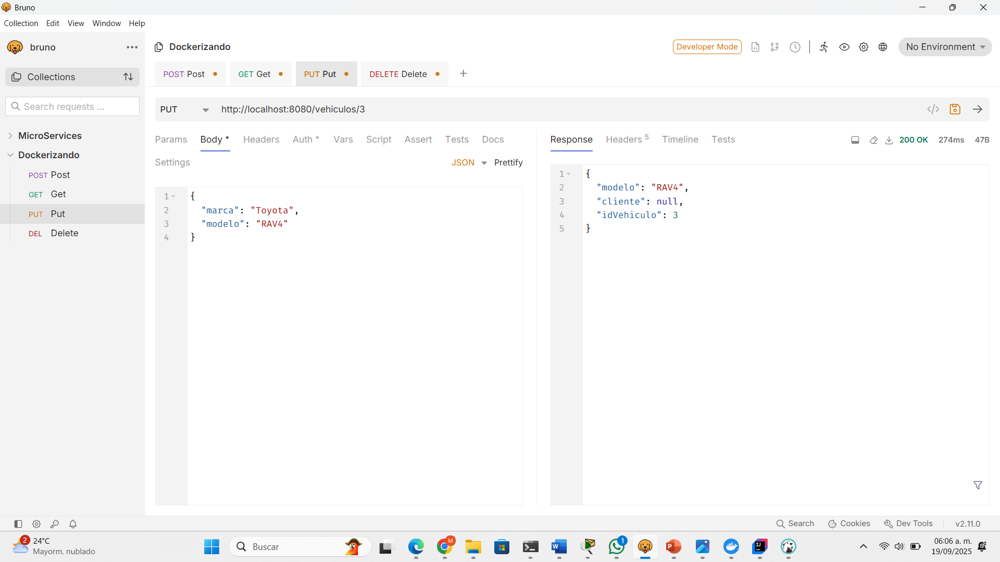 Bruno
Collection Edit View Window Help
bruno
Dockerizando
Developer Mode
No Environment
Collections
POST Post
GET Get
PUT Put
DELETE Delete
Search requests ...
PUT
http://localhost:8080/vehiculos/3
MicroServices
Dockerizando
POST Post
GET Get
PUT Put
DEL Delete
Params Body Headers Auth Vars Script Assert Tests Docs
Settings
JSON Prettify
1 {
2 "marca": "Toyota",
3 "modelo": "RAV4"
4 }
Response Headers 5 Timeline Tests
200 OK 274ms 47B
1 {
2 "modelo": "RAV4",
3 "cliente": null,
4 "idVehiculo": 3
5 }
Search Cookies Dev Tools v2.11.0
2
24°C
Mayorm. nublado
Buscar
M
W
1
P
IJ
06:06 a. m.
19/09/2025